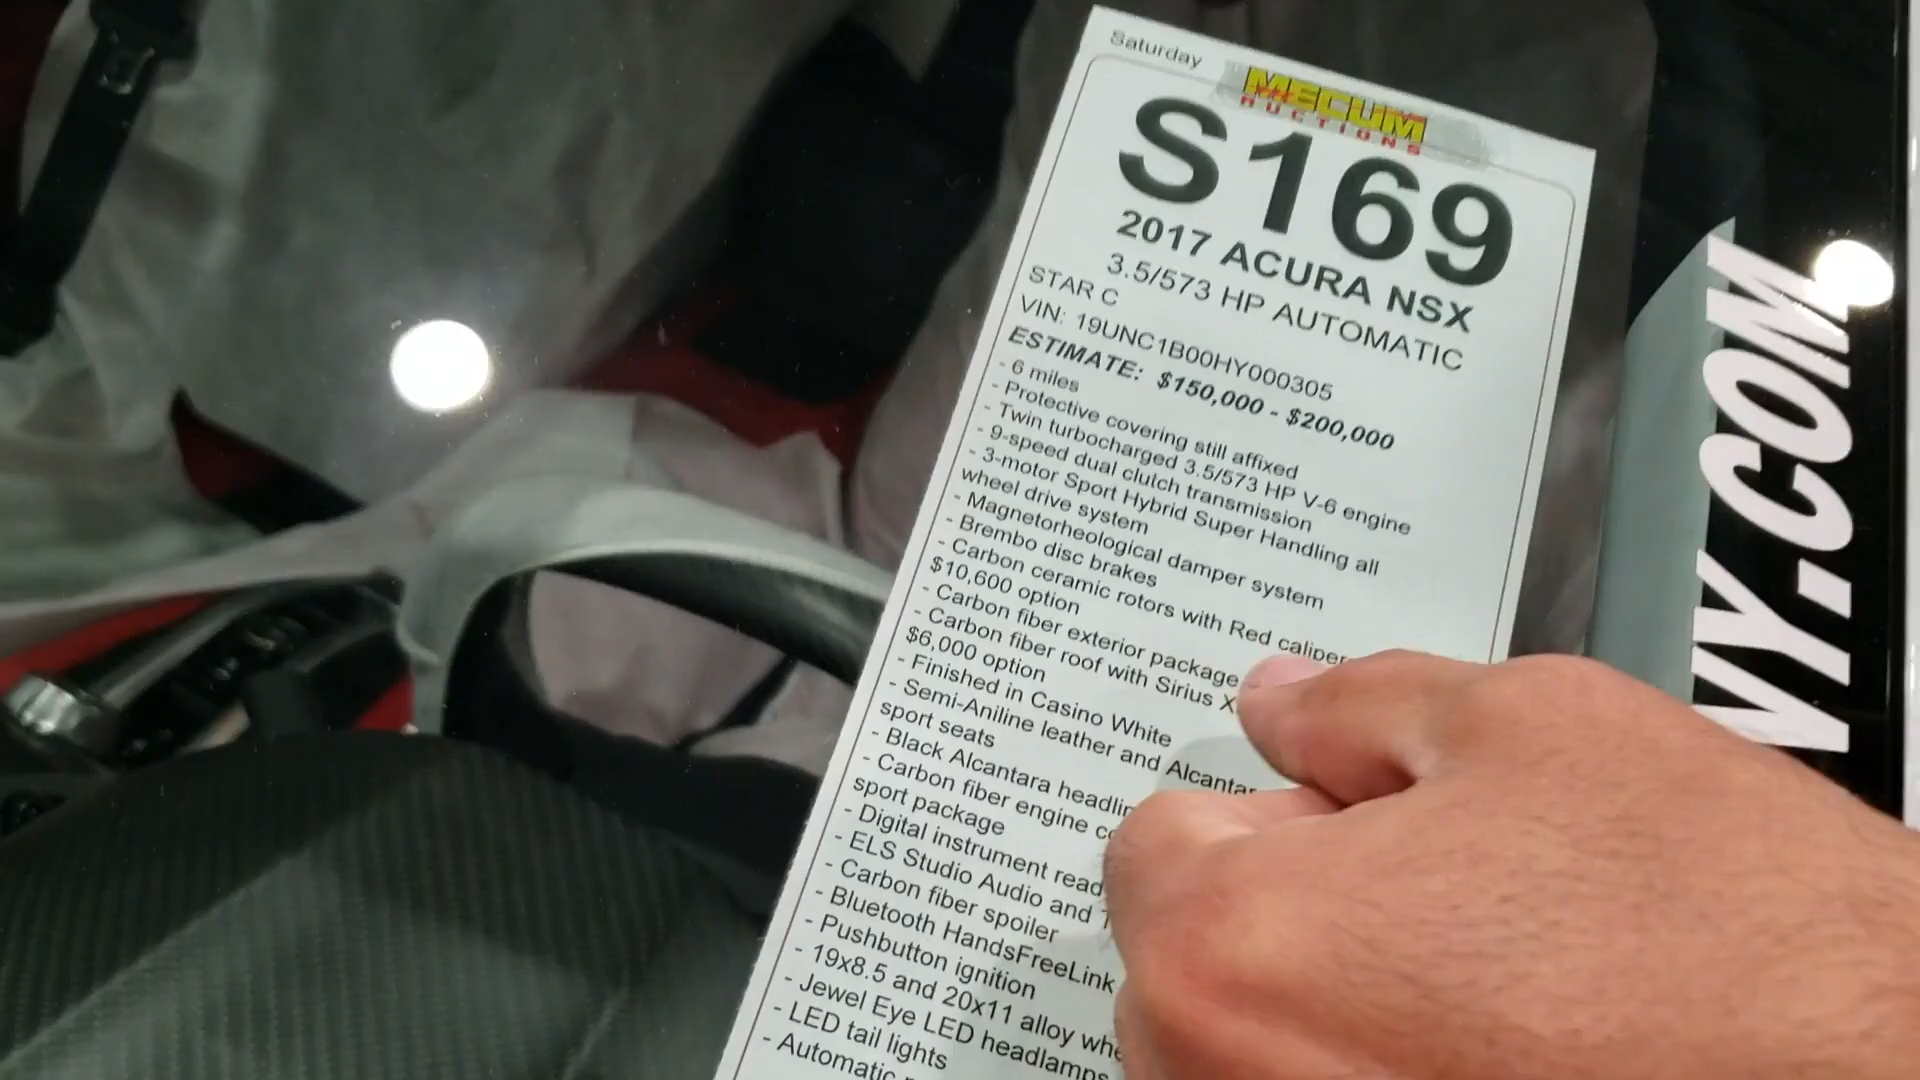 Saturday
MECUM
AUCTIONS
S169
2017 ACURA NSX
3.5/573 HP AUTOMATIC
STAR C
VIN: 19UNC1B00HY000305
ESTIMATE: $150,000 - $200,000
- 6 miles
- Protective covering still affixed
- Twin turbocharged 3.5/573 HP V-6 engine
- 9-speed dual clutch transmission
- 3-motor Sport Hybrid Super Handling all
wheel drive system
- Magnetorheological damper system
- Brembo disc brakes
- Carbon ceramic rotors with Red caliper
$10,600 option
- Carbon fiber exterior package
- Carbon fiber roof with Sirius X
$6,000 option
- Finished in Casino White
- Semi-Aniline leather and Alcantar
sport seats
- Black Alcantara headlin
- Carbon fiber engine co
sport package
- Digital instrument read
- ELS Studio Audio and
- Carbon fiber spoiler
- Bluetooth HandsFreeLink
- Pushbutton ignition
- 19x8.5 and 20x11 alloy whe
- Jewel Eye LED headlamps
- LED tail lights
- Automatic
NY.COM